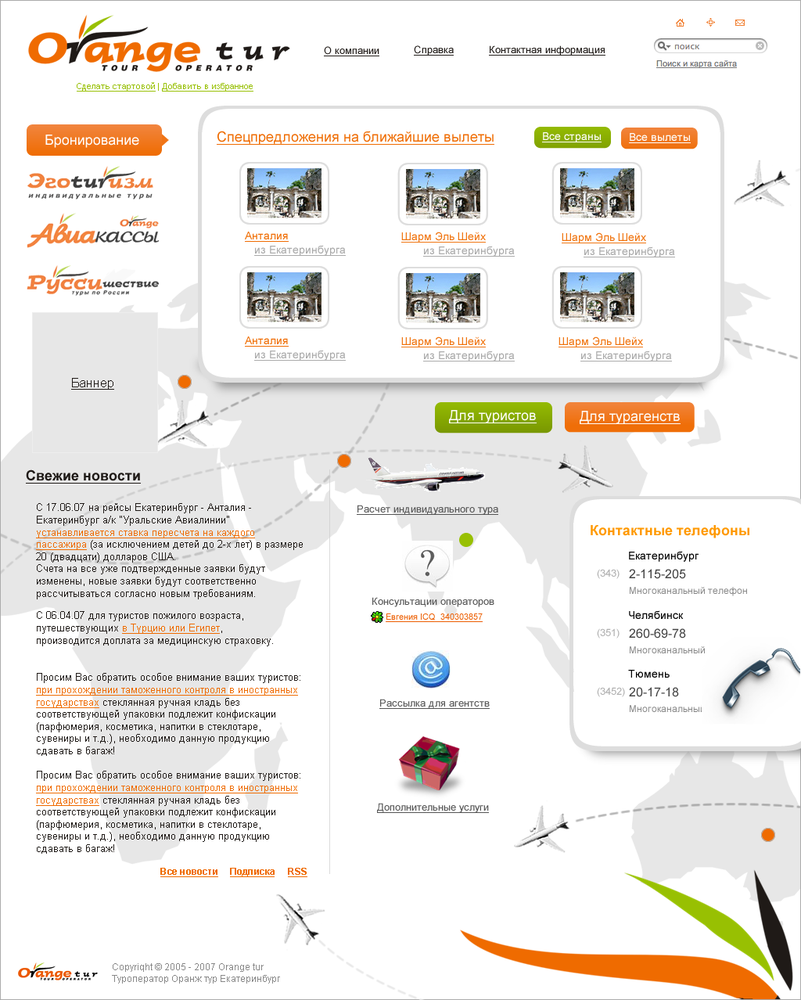 Orange tur
TOUR OPERATOR
Сделать стартовой | Добавить в избранное
О компании
Справка
Контактная информация
поиск
Поиск и карта сайта
Бронирование
Эгоtuризм
индивидуальные туры
Orange
Авиакассы
Руссишествие
туры по России
Баннер
Спецпредложения на ближайшие вылеты
Все страны
Все вылеты
Анталия
из Екатеринбурга
Шарм Эль Шейх
из Екатеринбурга
Шарм Эль Шейх
из Екатеринбурга
Анталия
из Екатеринбурга
Шарм Эль Шейх
из Екатеринбурга
Шарм Эль Шейх
из Екатеринбурга
Для туристов
Для турагенств
Свежие новости
С 17.06.07 на рейсы Екатеринбург - Анталия -
Екатеринбург а/к "Уральские Авиалинии"
устанавливается ставка пересчета на каждого
пассажира (за исключением детей до 2-х лет) в размере
20 (двадцати) долларов США.
Счета на все уже подтвержденные заявки будут
изменены, новые заявки будут соответственно
рассчитываться согласно новым требованиям.
С 06.04.07 для туристов пожилого возраста,
путешествующих в Турцию или Египет,
производится доплата за медицинскую страховку.
Просим Вас обратить особое внимание ваших туристов:
при прохождении таможенного контроля в иностранных
государствах стеклянная ручная кладь без
соответствующей упаковки подлежит конфискации
(парфюмерия, косметика, напитки в стеклотаре,
сувениры и т.д.), необходимо данную продукцию
сдавать в багаж!
Просим Вас обратить особое внимание ваших туристов:
при прохождении таможенного контроля в иностранных
государствах стеклянная ручная кладь без
соответствующей упаковки подлежит конфискации
(парфюмерия, косметика, напитки в стеклотаре,
сувениры и т.д.), необходимо данную продукцию
сдавать в багаж!
Все новости
Подписка
RSS
Расчет индивидуального тура
?
Консультации операторов
Евгения ICQ 340303857
@
Рассылка для агентств
Дополнительные услуги
Контактные телефоны
Екатеринбург
(343) 2-115-205
Многоканальный телефон
Челябинск
(351) 260-69-78
Многоканальный
Тюмень
(3452) 20-17-18
Многоканальны
Orange tur
TOUR OPERATOR
Copyright © 2005 - 2007 Orange tur
Туроператор Оранж тур Екатеринбург